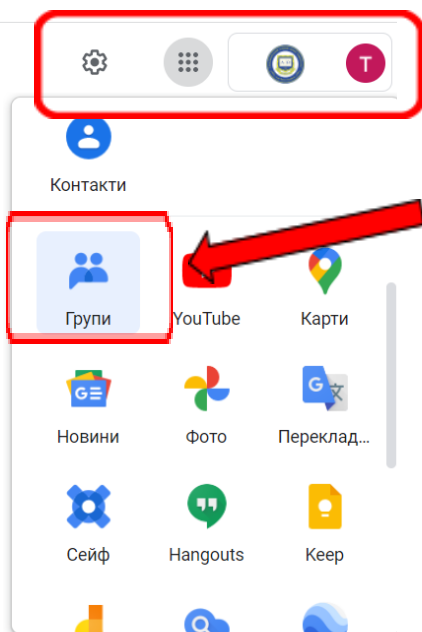 T
Контакти
Групи YouTube Карти
Новини Фото Переклад...
Сейф Hangouts Keep